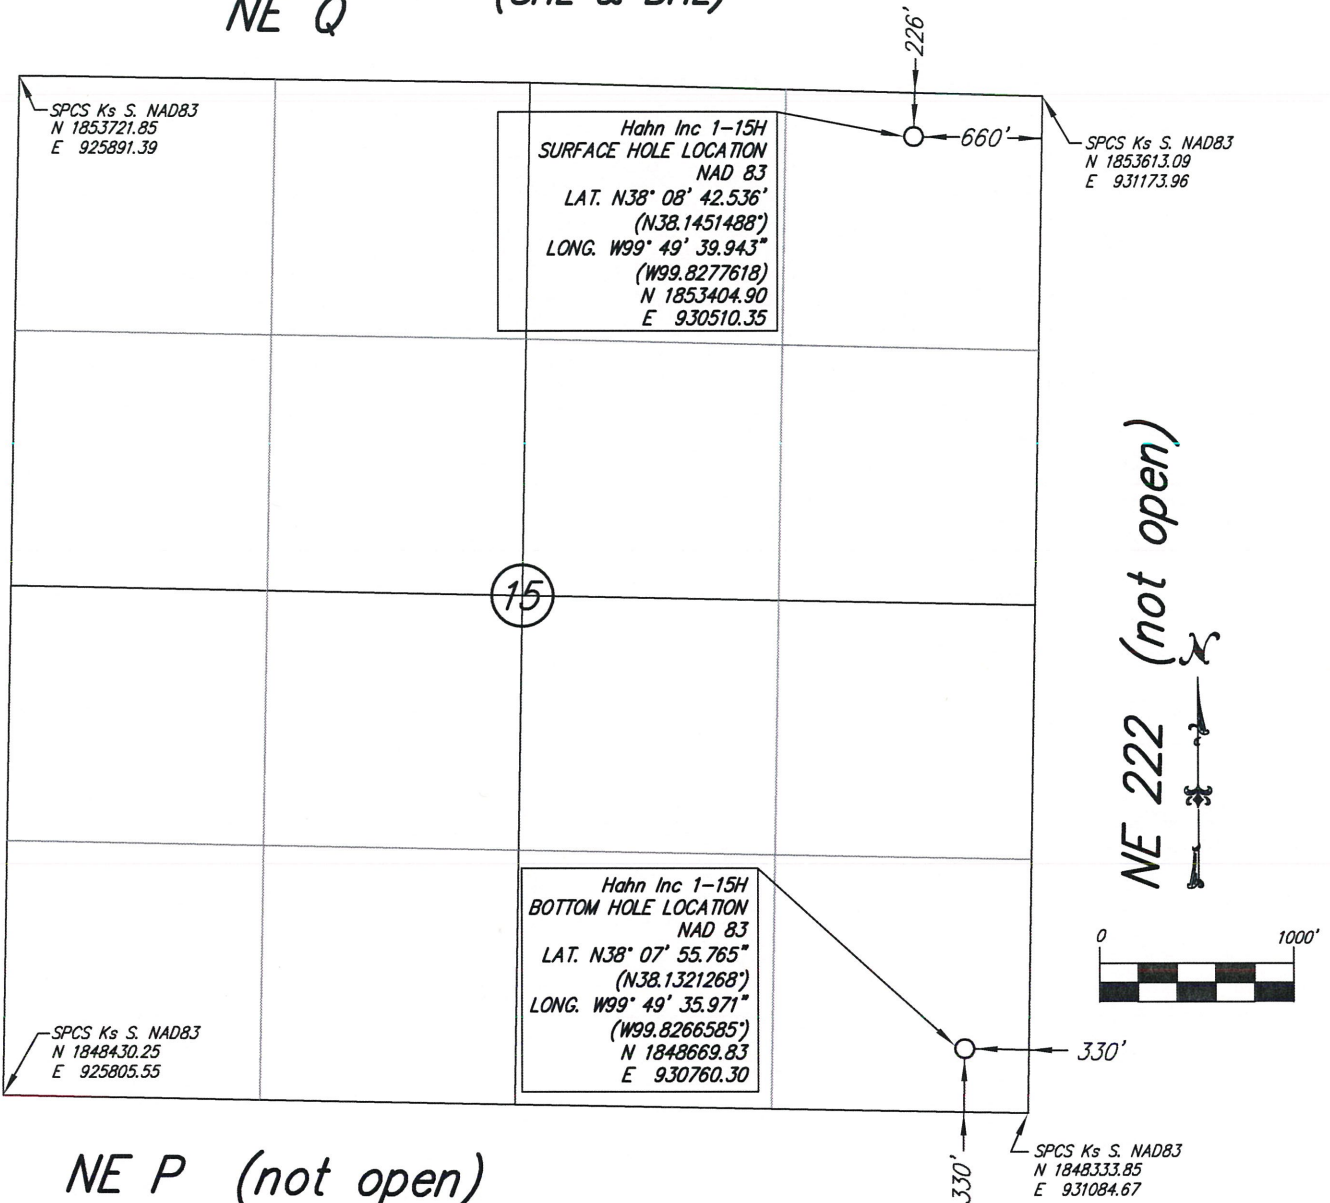 NE Q
(SHL & BHL)
226'
SPCS Ks S. NAD83
N 1853721.85
E 925891.39
Hahn Inc 1-15H
SURFACE HOLE LOCATION
NAD 83
LAT. N38° 08' 42.536'
(N38.1451488°)
LONG. W99° 49' 39.943"
(W99.8277618)
N 1853404.90
E 930510.35
660'
SPCS Ks S. NAD83
N 1853613.09
E 931173.96
15
NE 222 (not open)
N
0 1000'
Hahn Inc 1-15H
BOTTOM HOLE LOCATION
NAD 83
LAT. N38° 07' 55.765"
(N38.1321268°)
LONG. W99° 49' 35.971"
(W99.8266585°)
N 1848669.83
E 930760.30
330'
330'
SPCS Ks S. NAD83
N 1848430.25
E 925805.55
SPCS Ks S. NAD83
N 1848333.85
E 931084.67
NE P (not open)